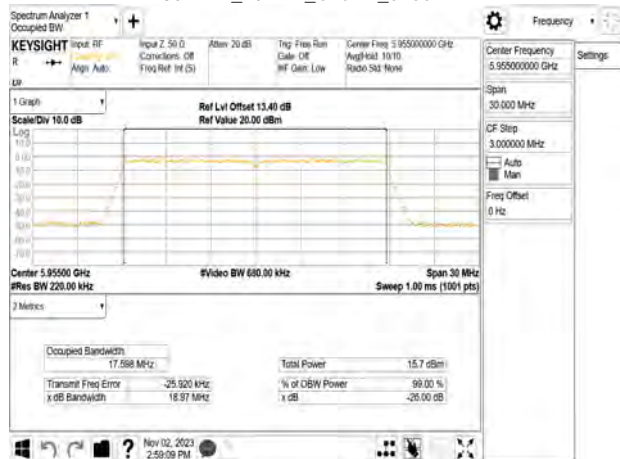 Spectrum Analyzer 1
Occupied BW
Frequency
KEYSIGHT
Input: RF
Input Z: 50 Ω
Atten: 20 dB
Trig: Free Run
Center Freq: 5.955000000 GHz
R
Corrections: Off
Gate: Off
Avg|Hold: 10/10
Align: Auto
Freq Ref: Int (S)
#IF Gain: Low
Radio Std: None
Center Frequency
5.955000000 GHz
Settings
Span
30.000 MHz
CF Step
3.000000 MHz
Auto
Man
Freq Offset
0 Hz
1 Graph
Ref Lvl Offset 13.40 dB
Scale/Div 10.0 dB
Ref Value 20.00 dBm
Log
Center 5.95500 GHz
#Video BW 680.00 kHz
Span 30 MHz
#Res BW 220.00 kHz
Sweep 1.00 ms (1001 pts)
2 Metrics
Occupied Bandwidth
17.598 MHz
Total Power
15.7 dBm
Transmit Freq Error
-25.920 kHz
% of OBW Power
99.00 %
x dB Bandwidth
18.97 MHz
x dB
-26.00 dB
?
Nov 02, 2023
2:59:09 PM